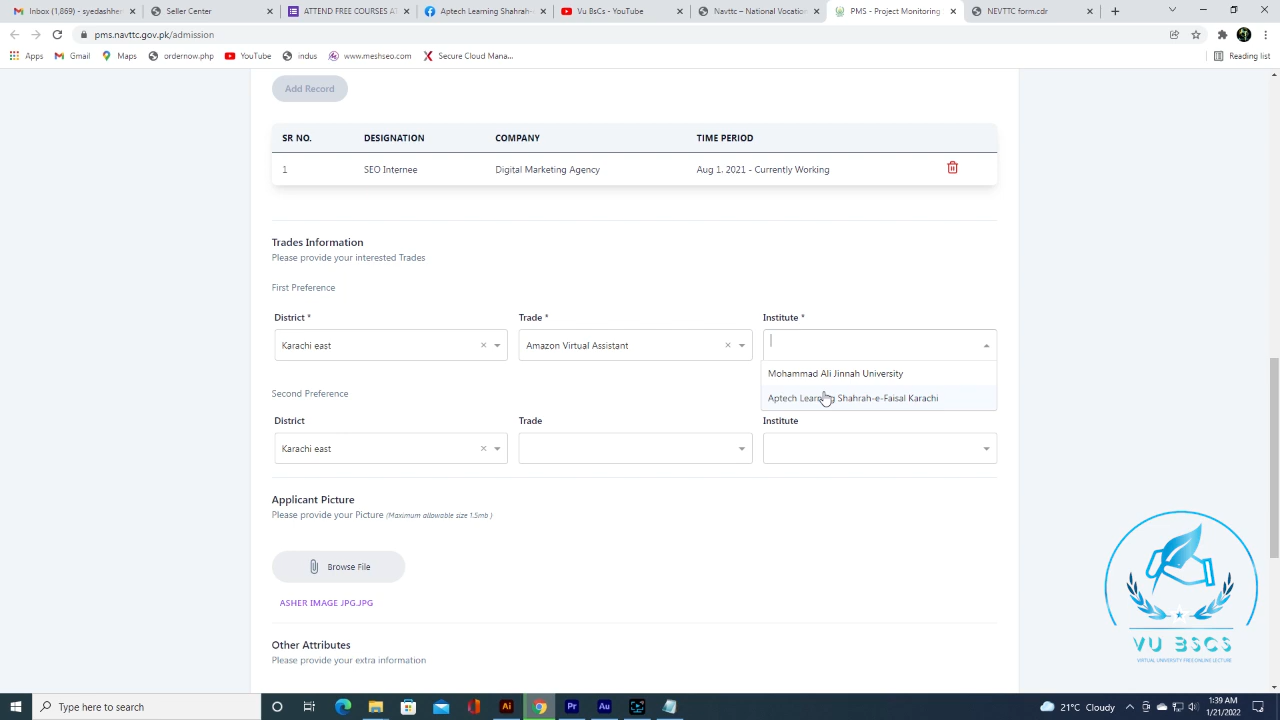 Inbox (1,869) - syedasher
Seller Center
ATTEND FREE COURSES AT
Aptech Learning Shahrah-
Vu BsCs - YouTube
Navttc – National Vocation
PMS - Project Monitoring
NEVTTC form.cdr
pms.navttc.gov.pk/admission
Apps
Gmail
Maps
ordernow.php
YouTube
indus
www.meshseo.com
Secure Cloud Mana...
Reading list
Add Record
SR NO. DESIGNATION COMPANY TIME PERIOD
1 SEO Internee Digital Marketing Agency Aug 1, 2021 - Currently Working
Trades Information
Please provide your interested Trades
First Preference
District * Trade * Institute *
Karachi east Amazon Virtual Assistant
Mohammad Ali Jinnah University
Aptech Learning Shahrah-e-Faisal Karachi
Second Preference
District Trade Institute
Karachi east
Applicant Picture
Please provide your Picture (Maximum allowable size 1.5mb )
Browse File
ASHER IMAGE JPG.JPG
Other Attributes
Please provide your extra information
VU BSCS
VIRTUAL UNIVERSITY FREE ONLINE LECTURE
Type here to search
16°C Cloudy
1:39 AM
1/21/2022